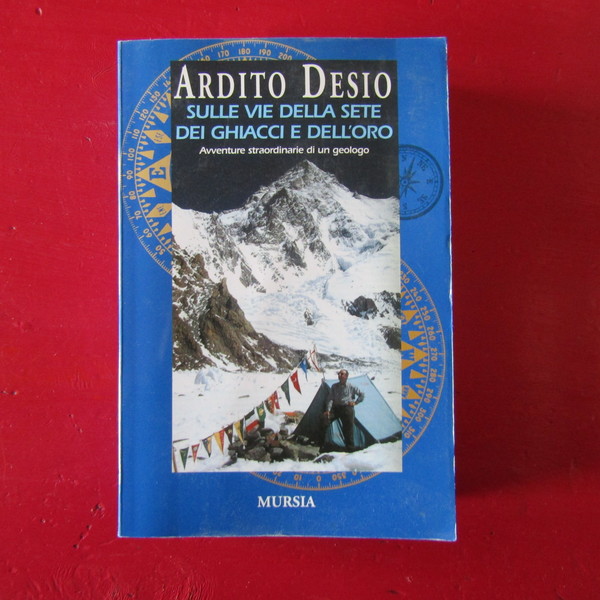 ARDITO DESIO
SULLE VIE DELLA SETE
DEI GHIACCI E DELL'ORO
Avventure straordinarie di un geologo
MURSIA